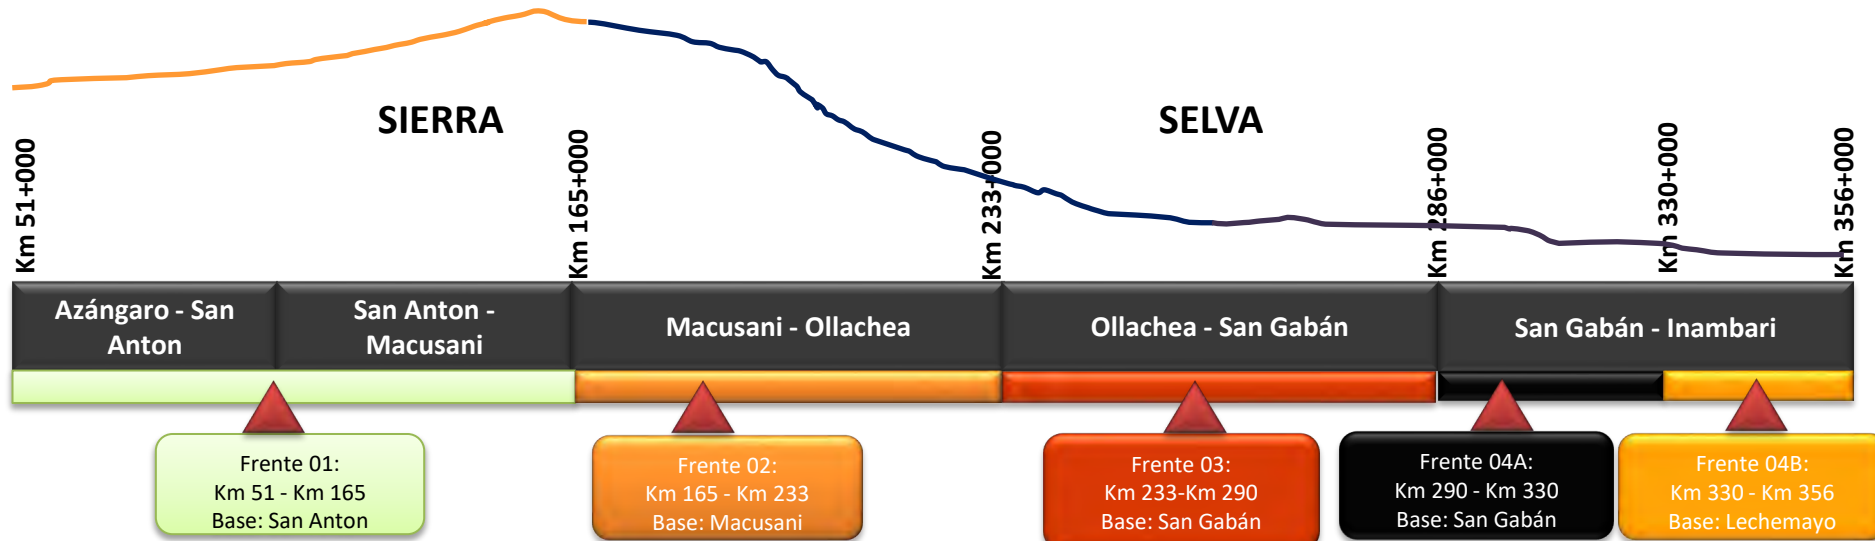 SIERRA
SELVA
Km 51+000
Km 165+000
Km 233+000
Km 286+000
Km 330+000
Km 356+000
Azángaro - San
Anton
San Anton -
Macusani
Macusani - Ollachea
Ollachea - San Gabán
San Gabán - Inambari
Frente 01:
Km 51 - Km 165
Base: San Anton
Frente 02:
Km 165 - Km 233
Base: Macusani
Frente 03:
Km 233-Km 290
Base: San Gabán
Frente 04A:
Km 290 - Km 330
Base: San Gabán
Frente 04B:
Km 330 - Km 356
Base: Lechemayo